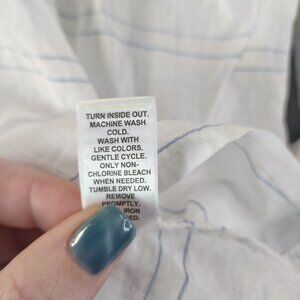 TURN INSIDE OUT.
MACHINE WASH
COLD.
WASH WITH
LIKE COLORS.
GENTLE CYCLE.
ONLY NON-
CHLORINE BLEACH
WHEN NEEDED.
TUMBLE DRY LOW.
REMOVE
PROMPTLY.
IRON